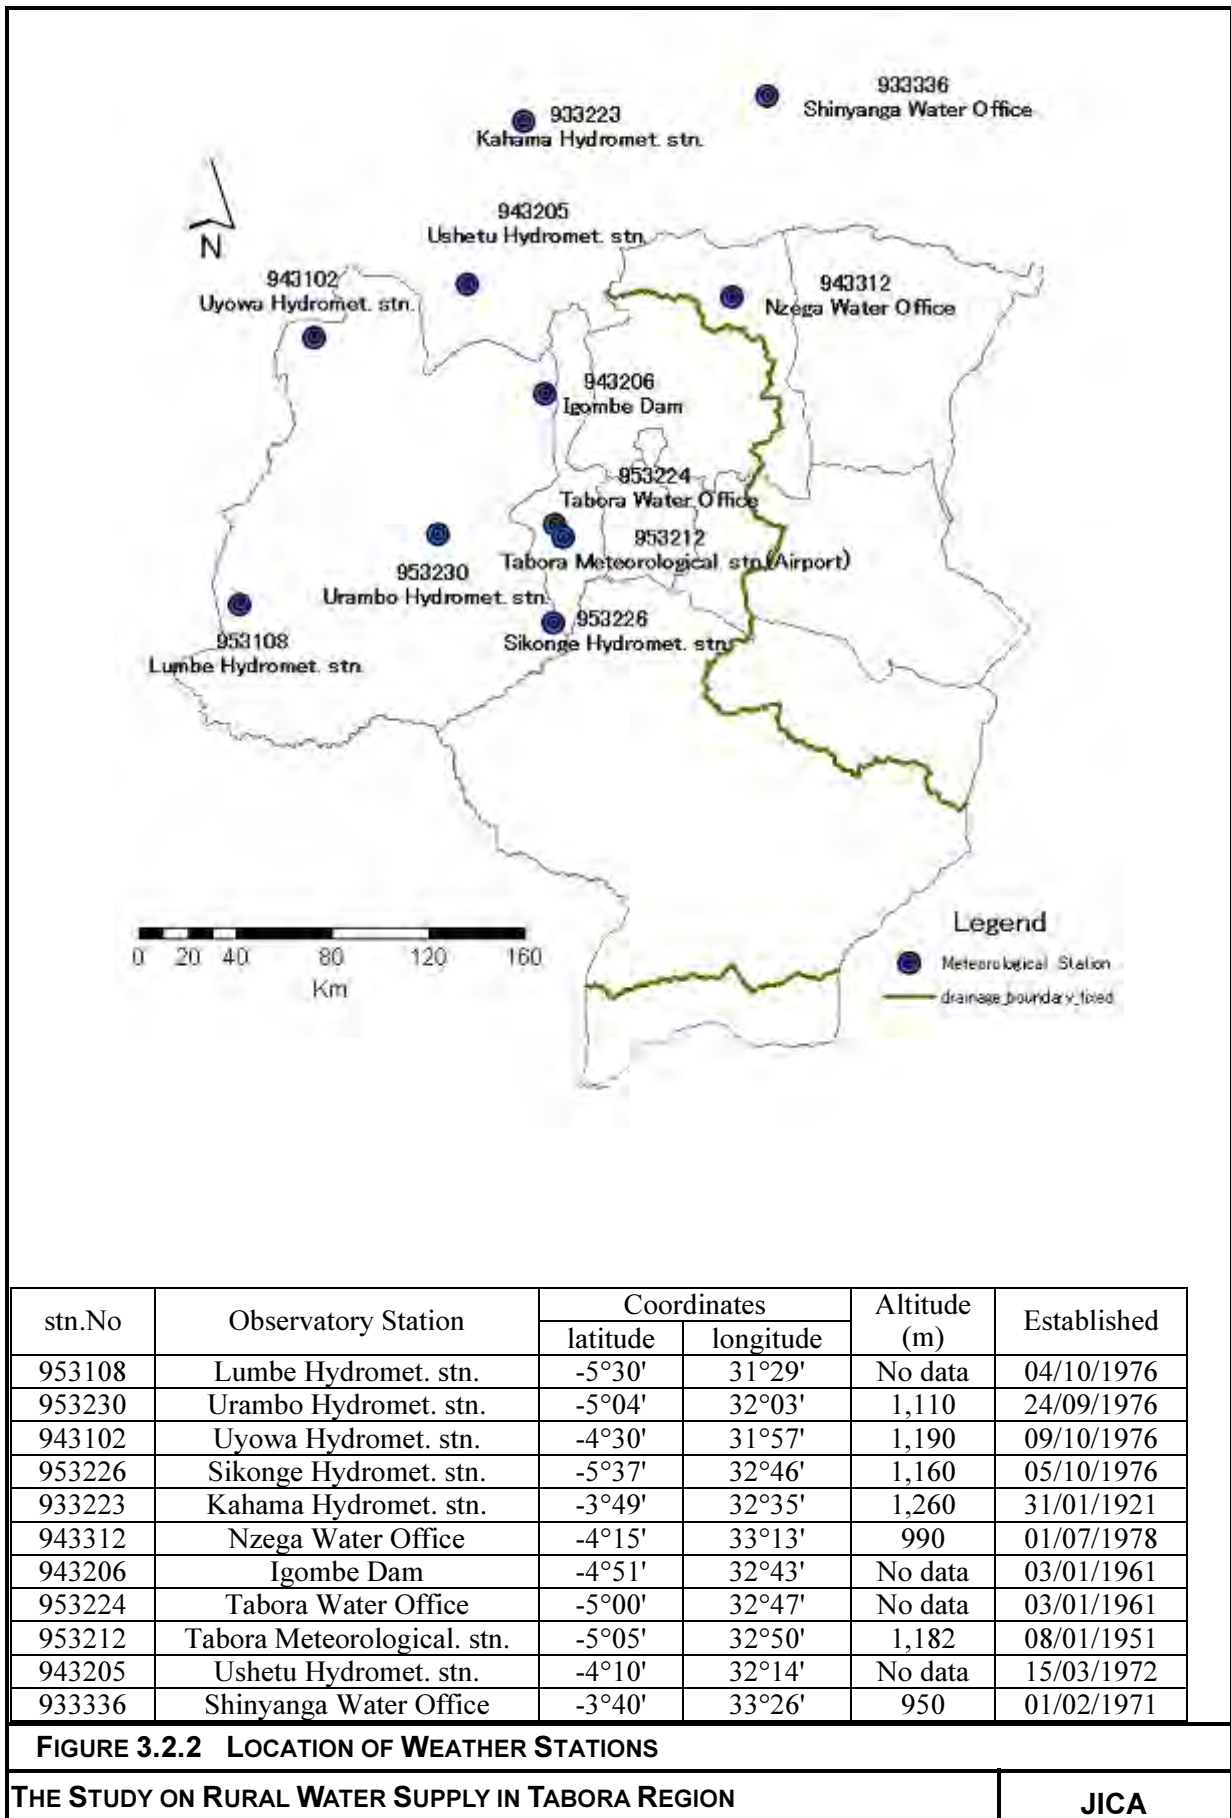 933336
Shinyanga Water Office
933223
Kahama Hydromet. stn.
943205
Ushetu Hydromet. stn
N
943102
Uyowa Hydromet. stn.
943312
Nzega Water Office
943206
Igombe Dam
953224
Tabora Water Office
953212
Tabora Meteorological stn.(Airport)
953230
Urambo Hydromet. stn.
953226
Sikonge Hydromet. stn.
953108
Lumbe Hydromet. stn.
0 20 40 80 120 160
Km
Legend
Meteorological Station
drainage_boundary_fixed
stn.No Observatory Station Coordinates Altitude (m) Established
latitude longitude
953108 Lumbe Hydromet. stn. -5°30' 31°29' No data 04/10/1976
953230 Urambo Hydromet. stn. -5°04' 32°03' 1,110 24/09/1976
943102 Uyowa Hydromet. stn. -4°30' 31°57' 1,190 09/10/1976
953226 Sikonge Hydromet. stn. -5°37' 32°46' 1,160 05/10/1976
933223 Kahama Hydromet. stn. -3°49' 32°35' 1,260 31/01/1921
943312 Nzega Water Office -4°15' 33°13' 990 01/07/1978
943206 Igombe Dam -4°51' 32°43' No data 03/01/1961
953224 Tabora Water Office -5°00' 32°47' No data 03/01/1961
953212 Tabora Meteorological. stn. -5°05' 32°50' 1,182 08/01/1951
943205 Ushetu Hydromet. stn. -4°10' 32°14' No data 15/03/1972
933336 Shinyanga Water Office -3°40' 33°26' 950 01/02/1971
FIGURE 3.2.2 LOCATION OF WEATHER STATIONS
THE STUDY ON RURAL WATER SUPPLY IN TABORA REGION JICA